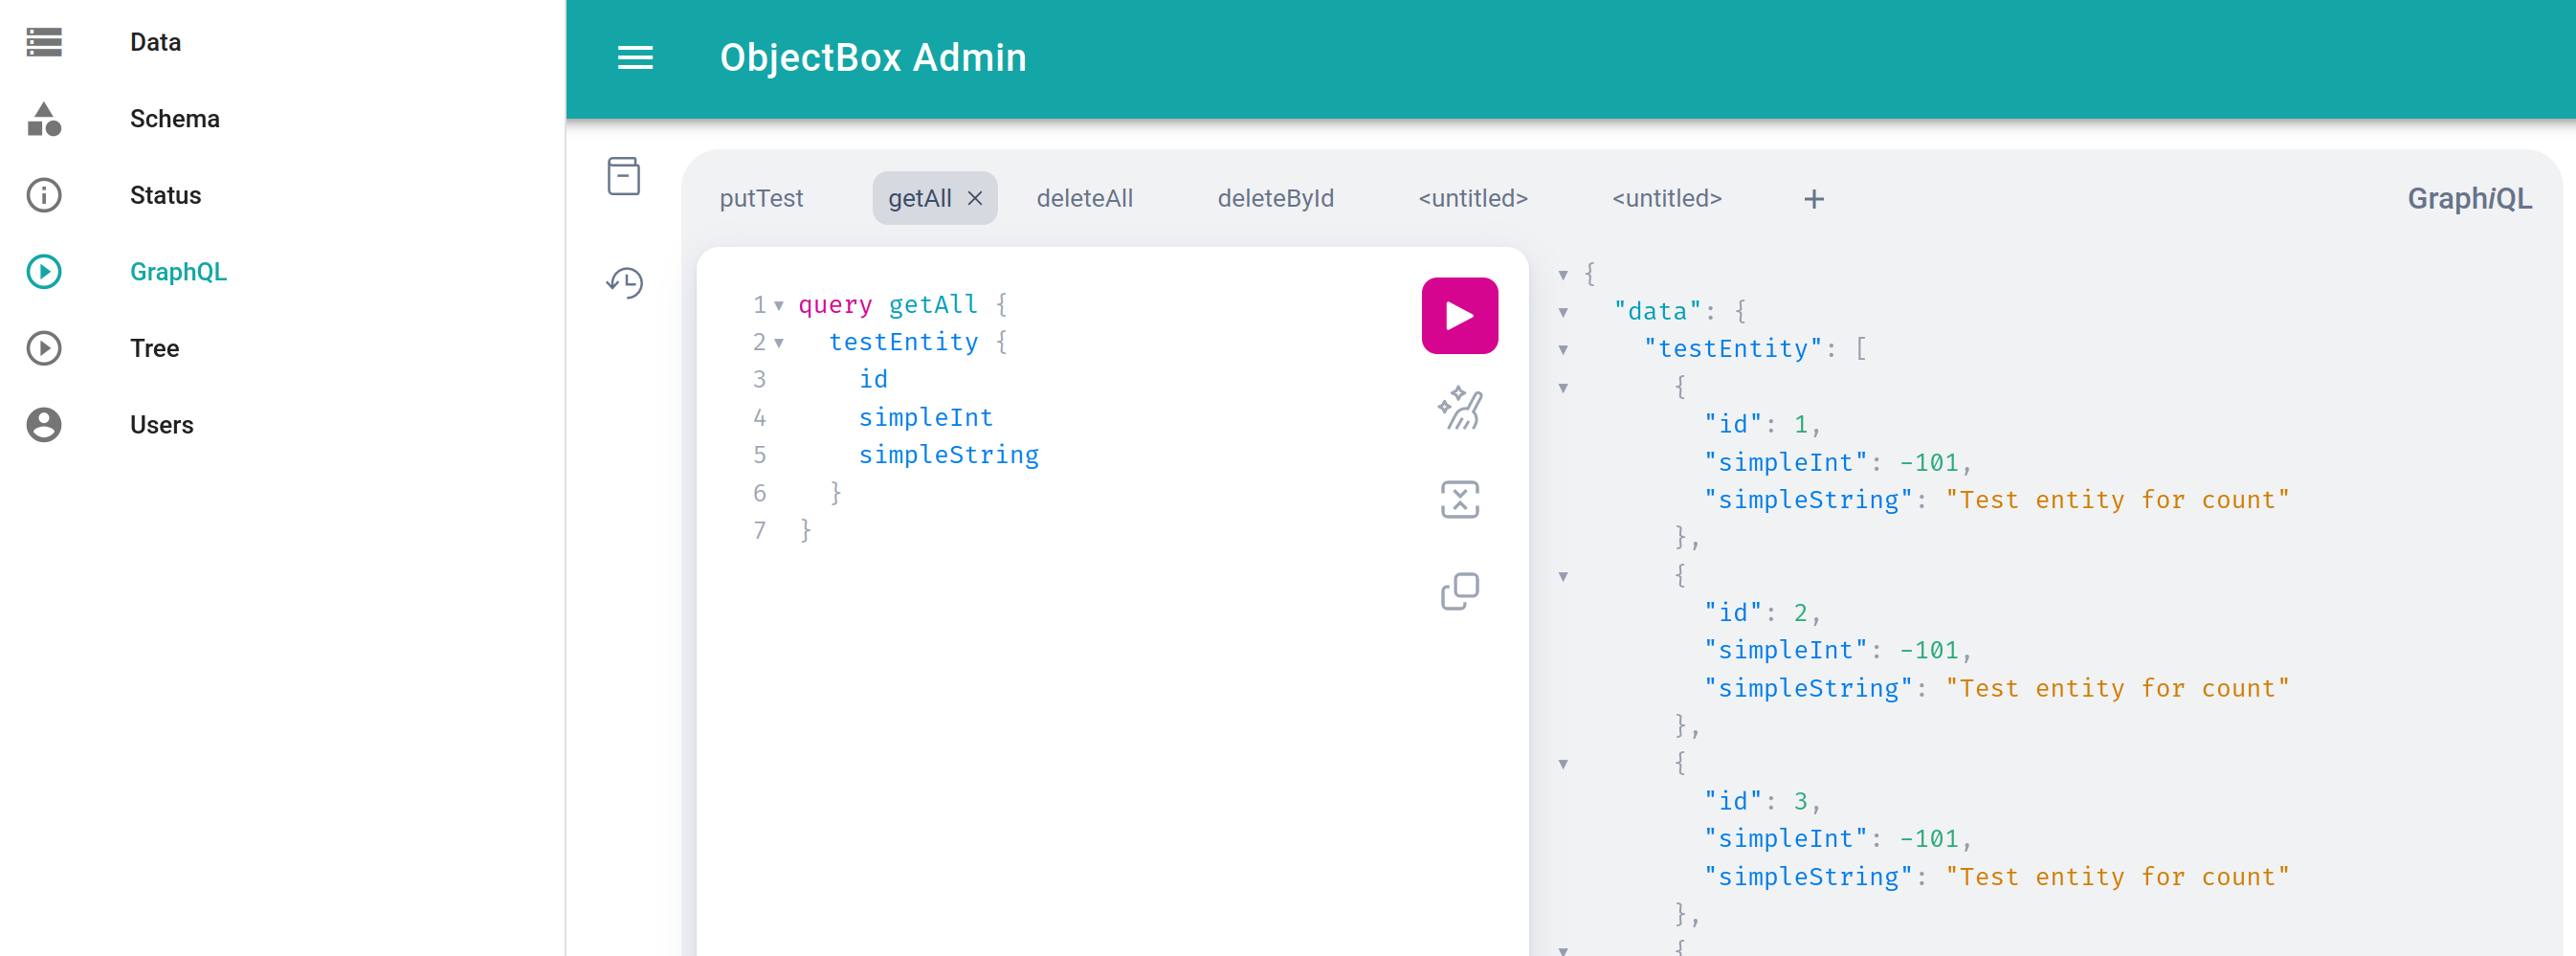 Data
Schema
Status
GraphQL
Tree
Users
ObjectBox Admin
putTest getAll deleteAll deleteById <untitled> <untitled> + GraphiQL
1 query getAll {
2   testEntity {
3     id
4     simpleInt
5     simpleString
6   }
7 }
{
  "data": {
    "testEntity": [
      {
        "id": 1,
        "simpleInt": -101,
        "simpleString": "Test entity for count"
      },
      {
        "id": 2,
        "simpleInt": -101,
        "simpleString": "Test entity for count"
      },
      {
        "id": 3,
        "simpleInt": -101,
        "simpleString": "Test entity for count"
      },
      {